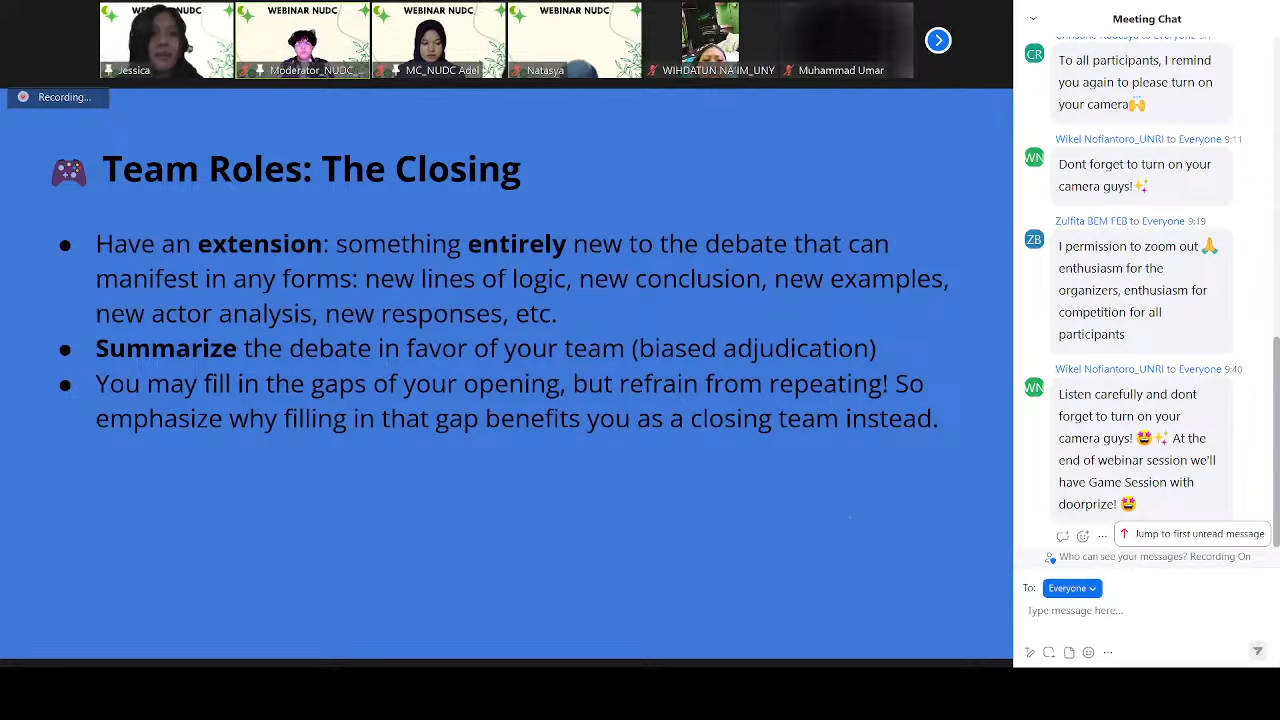 WEBINAR NUDC
WEBINAR NUDC
WEBINAR NUDC
WEBINAR NUDC
Jessica
Moderator_NUDC_
MC_NUDC Adel
Natasya
WIHDATUN NA'IM_UNY
Muhammad Umar
Recording...
Team Roles: The Closing
● Have an extension: something entirely new to the debate that can
manifest in any forms: new lines of logic, new conclusion, new examples,
new actor analysis, new responses, etc.
● Summarize the debate in favor of your team (biased adjudication)
● You may fill in the gaps of your opening, but refrain from repeating! So
emphasize why filling in that gap benefits you as a closing team instead.
Meeting Chat
to Everyone
CR
To all participants, I remind
you again to please turn on
your camera🙌
Wikel Nofiantoro_UNRI to Everyone 9:11
WN
Dont forget to turn on your
camera guys!✨
Zulfita BEM FEB to Everyone 9:19
ZB
I permission to zoom out 🙏
enthusiasm for the
organizers, enthusiasm for
competition for all
participants
Wikel Nofiantoro_UNRI to Everyone 9:40
WN
Listen carefully and dont
forget to turn on your
camera guys! 🤩✨ At the
end of webinar session we'll
have Game Session with
doorprize! 🤩
Jump to first unread message
Who can see your messages? Recording On
To: Everyone
Type message here...